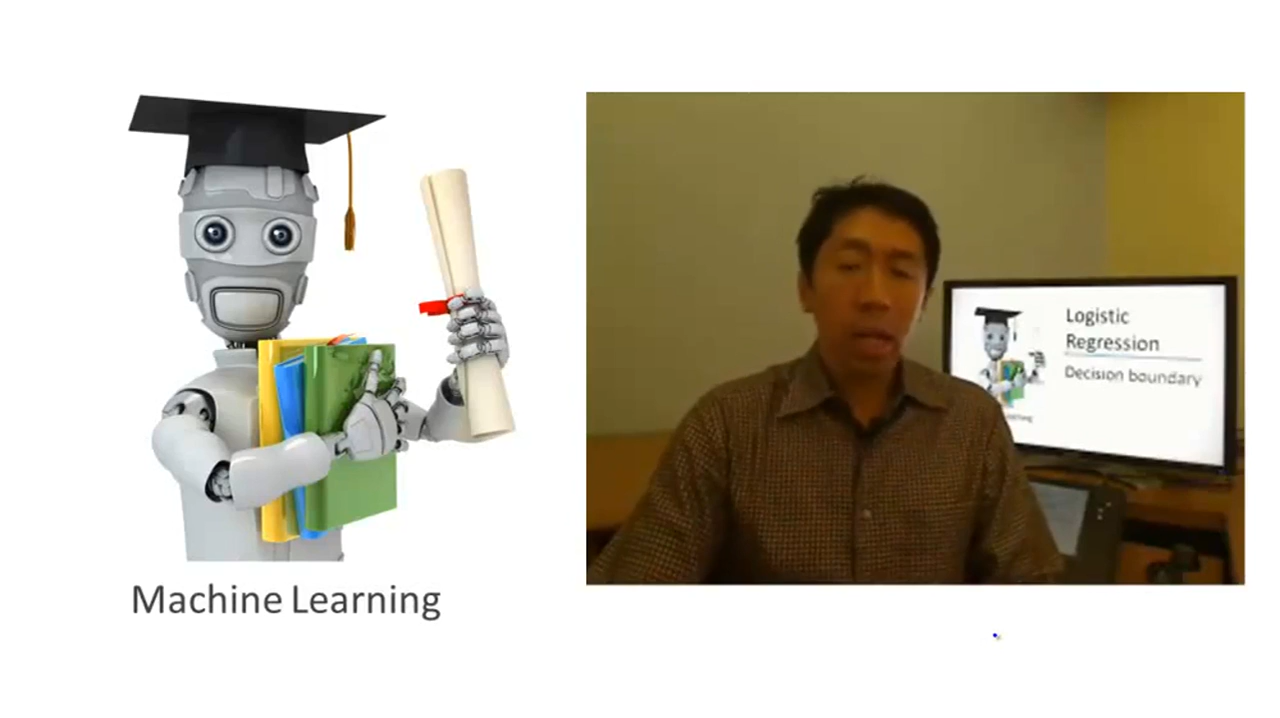 Machine Learning
Logistic
Regression
Decision boundary